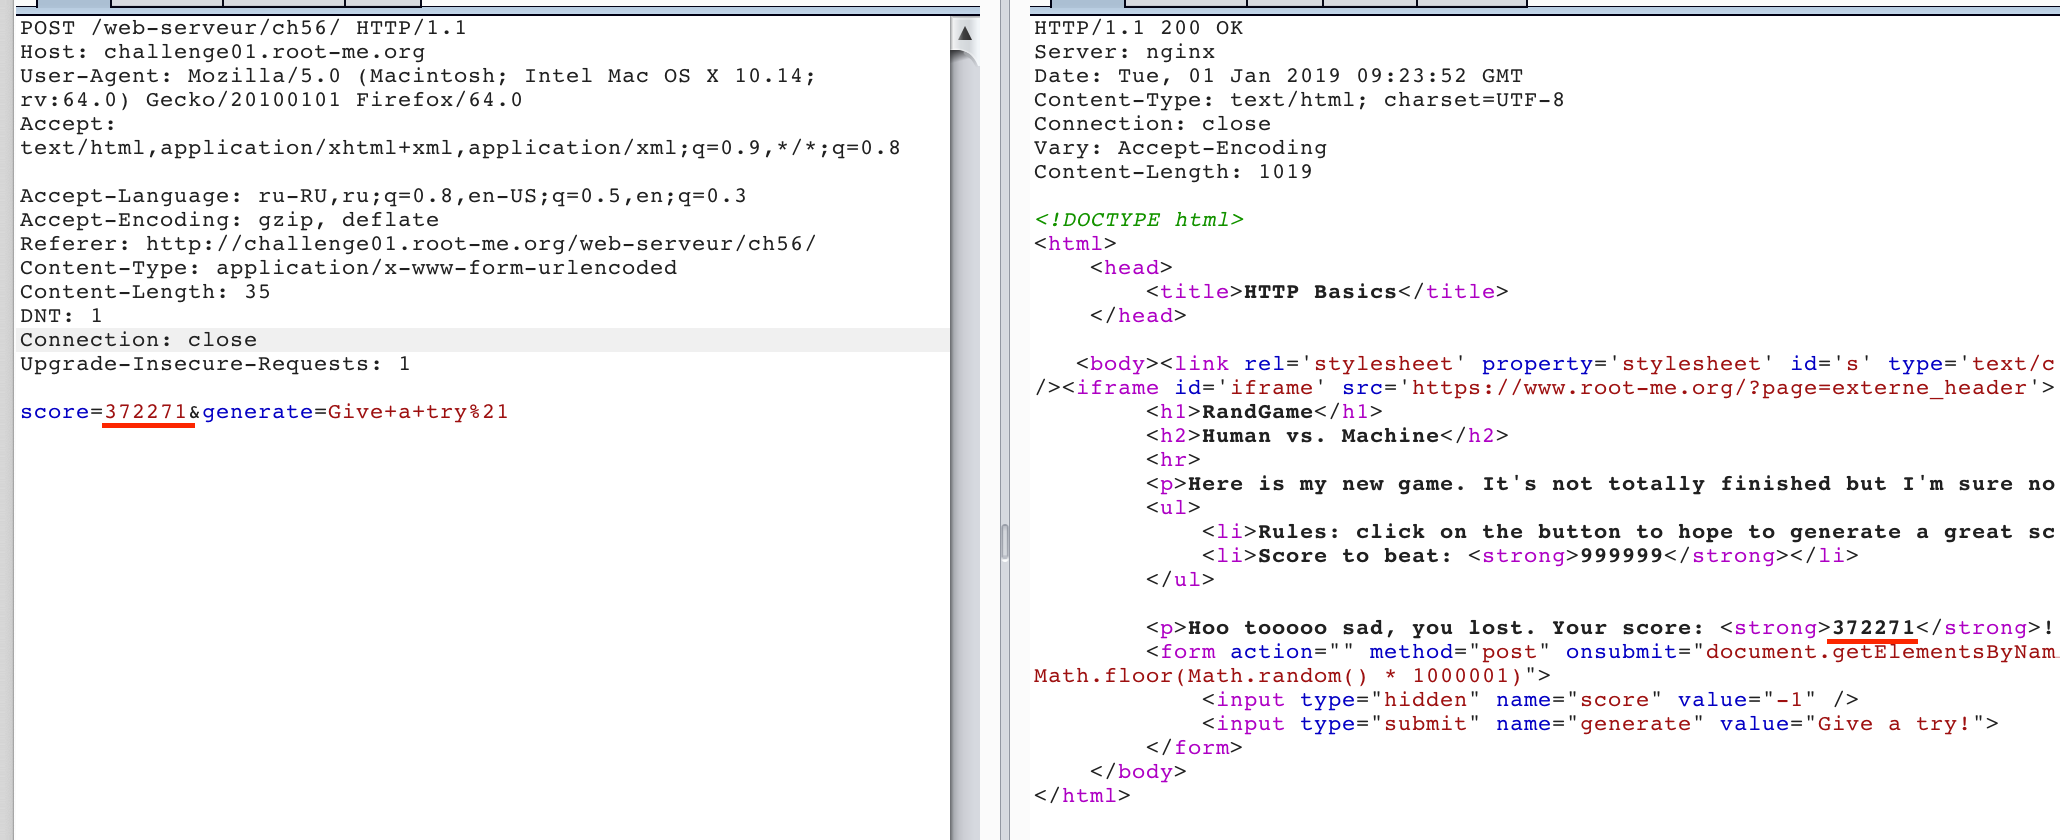 POST /web-serveur/ch56/ HTTP/1.1
Host: challenge01.root-me.org
User-Agent: Mozilla/5.0 (Macintosh; Intel Mac OS X 10.14;
rv:64.0) Gecko/20100101 Firefox/64.0
Accept:
text/html,application/xhtml+xml,application/xml;q=0.9,*/*;q=0.8
Accept-Language: ru-RU,ru;q=0.8,en-US;q=0.5,en;q=0.3
Accept-Encoding: gzip, deflate
Referer: http://challenge01.root-me.org/web-serveur/ch56/
Content-Type: application/x-www-form-urlencoded
Content-Length: 35
DNT: 1
Connection: close
Upgrade-Insecure-Requests: 1
score=372271&generate=Give+a+try%21
HTTP/1.1 200 OK
Server: nginx
Date: Tue, 01 Jan 2019 09:23:52 GMT
Content-Type: text/html; charset=UTF-8
Connection: close
Vary: Accept-Encoding
Content-Length: 1019
<!DOCTYPE html>
<html>
<head>
<title>HTTP Basics</title>
</head>
<body><link rel='stylesheet' property='stylesheet' id='s' type='text/c
/><iframe id='iframe' src='https://www.root-me.org/?page=externe_header'>
<h1>RandGame</h1>
<h2>Human vs. Machine</h2>
<hr>
<p>Here is my new game. It's not totally finished but I'm sure no
<ul>
<li>Rules: click on the button to hope to generate a great sc
<li>Score to beat: <strong>999999</strong></li>
</ul>
<p>Hoo tooooo sad, you lost. Your score: <strong>372271</strong>!
<form action="" method="post" onsubmit="document.getElementsByNam
Math.floor(Math.random() * 1000001)">
<input type="hidden" name="score" value="-1" />
<input type="submit" name="generate" value="Give a try!">
</form>
</body>
</html>